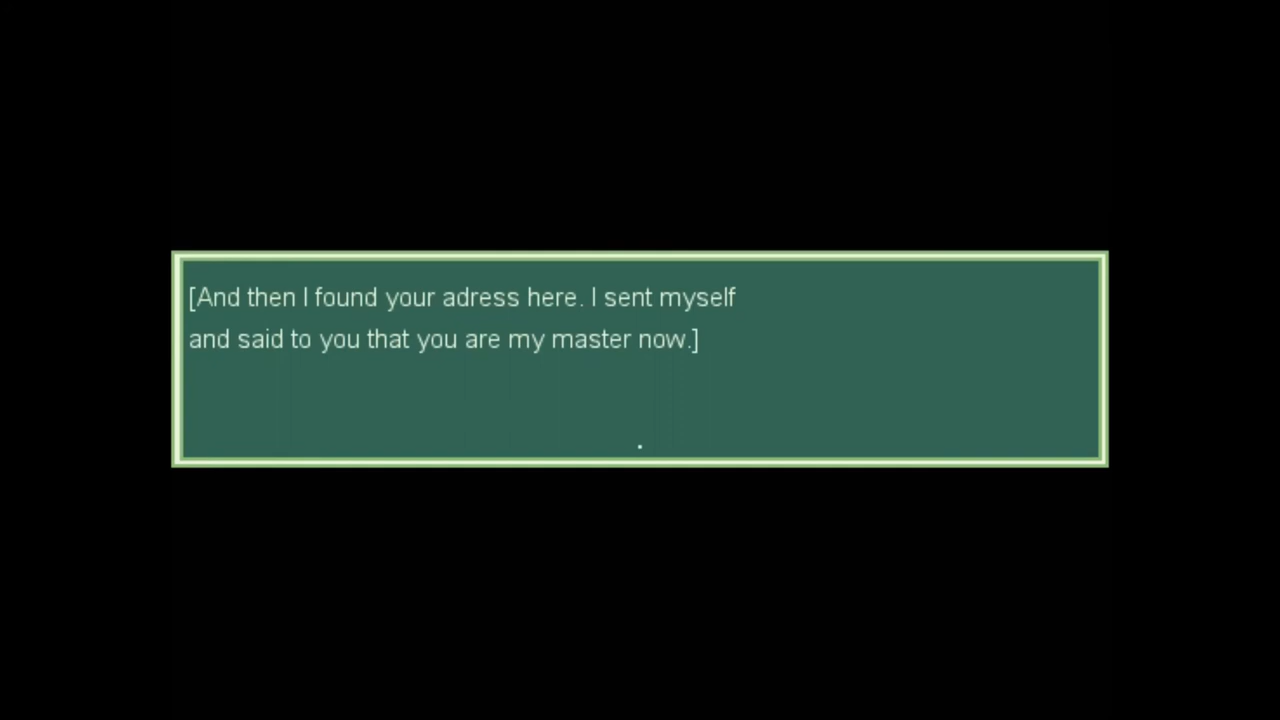 [And then I found your adress here. I sent myself
and said to you that you are my master now.]